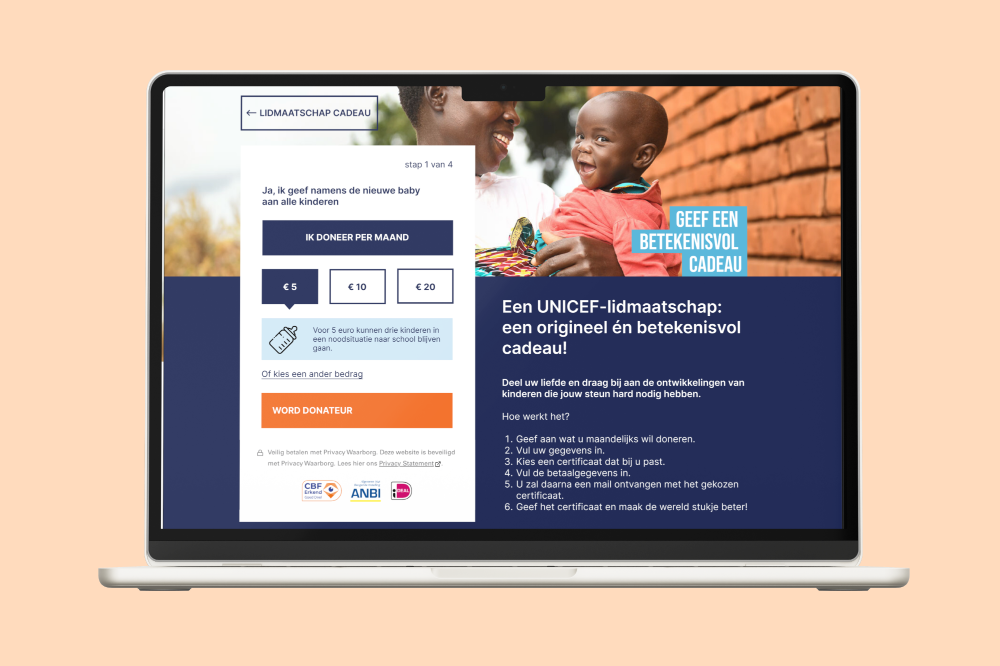 ← LIDMAATSCHAP CADEAU
stap 1 van 4
Ja, ik geef namens de nieuwe baby
aan alle kinderen
IK DONEER PER MAAND
€ 5
€ 10
€ 20
Voor 5 euro kunnen drie kinderen in
een noodsituatie naar school blijven
gaan.
Of kies een ander bedrag
WORD DONATEUR
Veilig betalen met Privacy Waarborg. Deze website is beveiligd
met Privacy Waarborg. Lees hier ons Privacy Statement
CBF
Erkend
ANBI
iDEAL
GEEF EEN
BETEKENISVOL
CADEAU
Een UNICEF-lidmaatschap:
een origineel én betekenisvol
cadeau!
Deel uw liefde en draag bij aan de ontwikkelingen van
kinderen die jouw steun hard nodig hebben.
Hoe werkt het?
1. Geef aan wat u maandelijks wil doneren.
2. Vul uw gegevens in.
3. Kies een certificaat dat bij u past.
4. Vul de betaalgegevens in.
5. U zal daarna een mail ontvangen met het gekozen
certificaat.
6. Geef het certificaat en maak de wereld stukje beter!